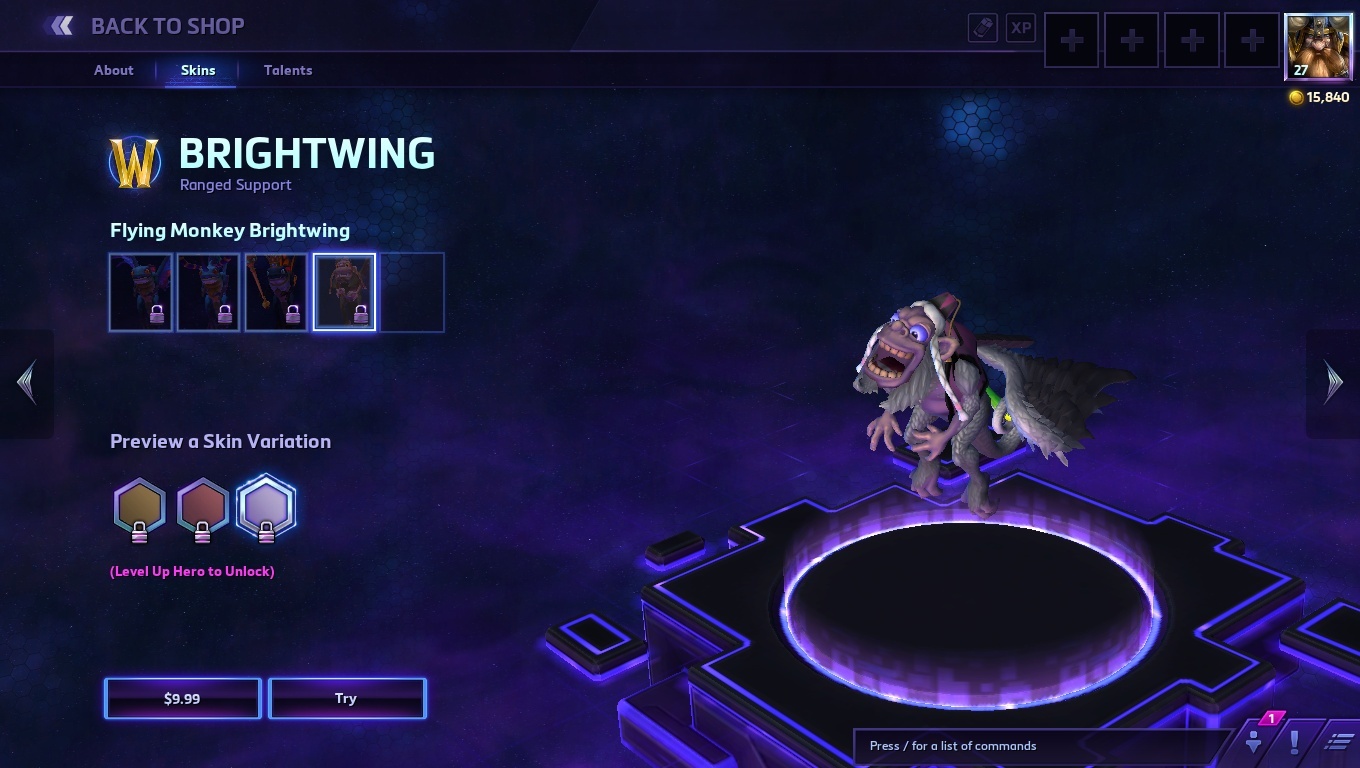 BACK TO SHOP
XP
27
15,840
About
Skins
Talents
W
BRIGHTWING
Ranged Support
Flying Monkey Brightwing
Preview a Skin Variation
(Level Up Hero to Unlock)
$9.99
Try
1
Press / for a list of commands